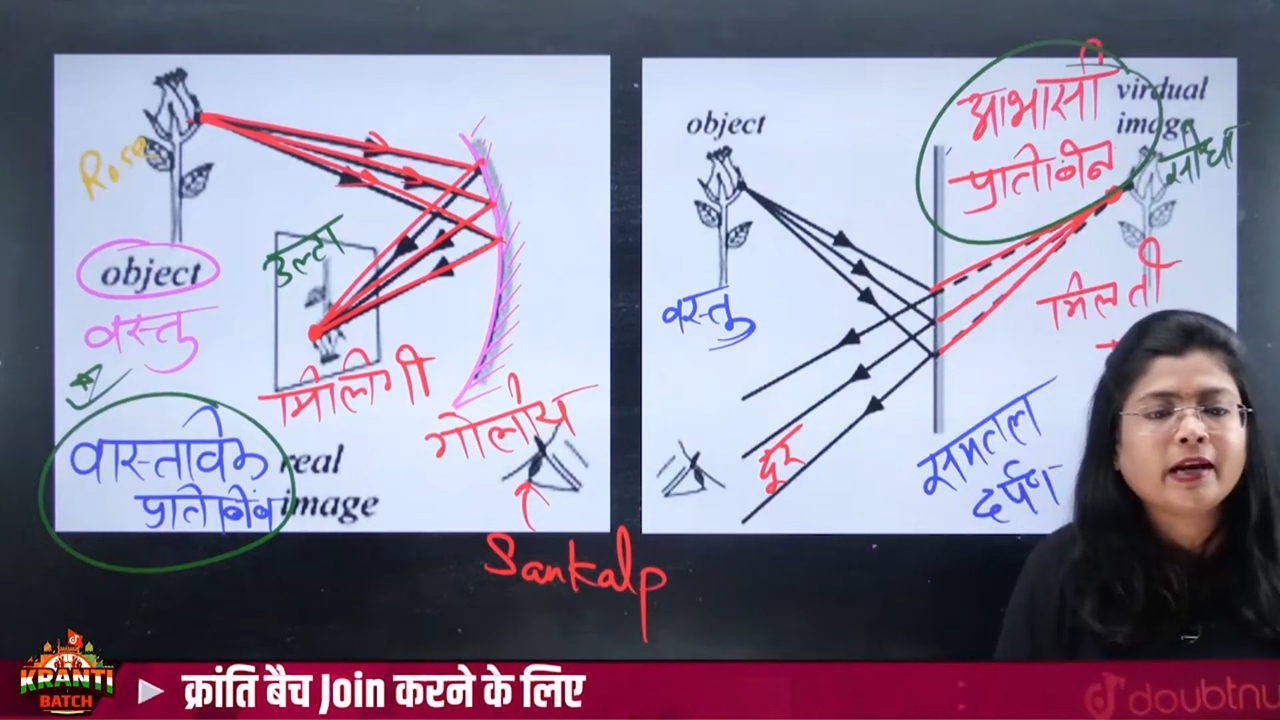 Rose
object
वस्तु
उल्टा
मिलिगी
गोलीय
वास्तविक
प्रतिबिंब
real
image
Sankalp
object
वस्तु
आभासी
प्रतिबिंब
virdual
image
सीधा
मिलती
दूर
समतल
दर्पण
KRANTI
BATCH
क्रांति बैच Join करने के लिए
doubtnu